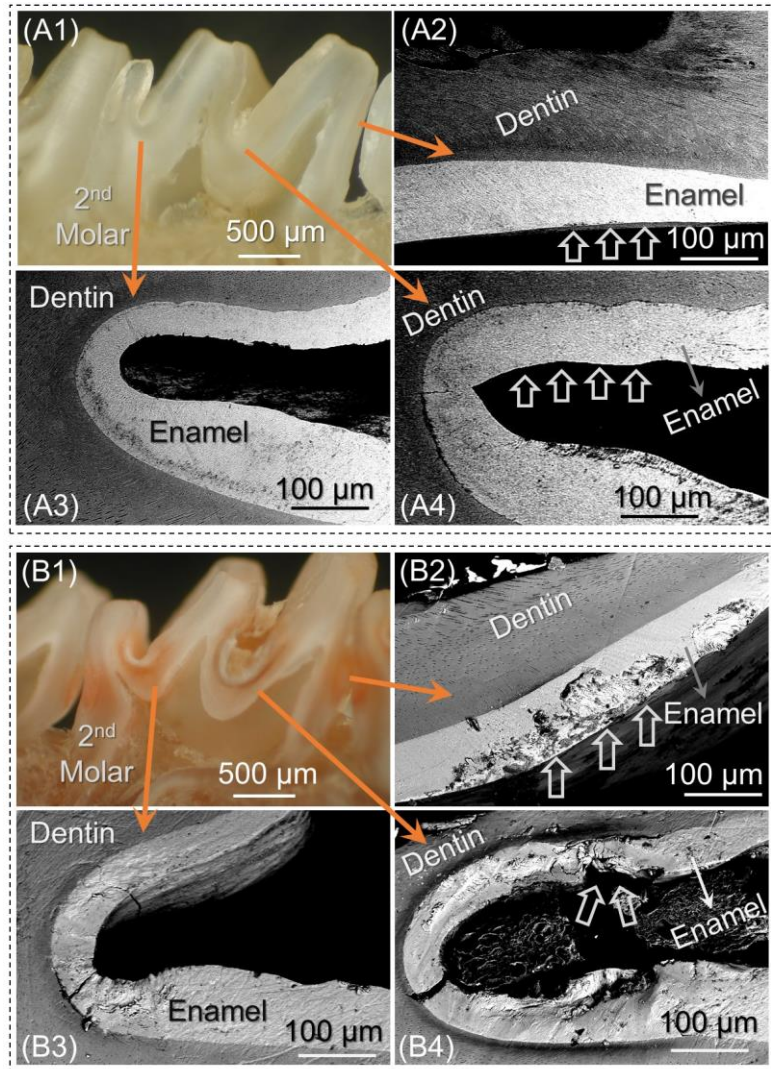 (A1)
2nd
Molar
500 µm
(A2)
Dentin
Enamel
100 µm
Dentin
Enamel
100 µm
(A3)
Dentin
Enamel
100 µm
(A4)
(B1)
2nd
Molar
500 µm
(B2)
Dentin
Enamel
100 µm
Dentin
Enamel
100 µm
(B3)
Dentin
Enamel
100 µm
(B4)